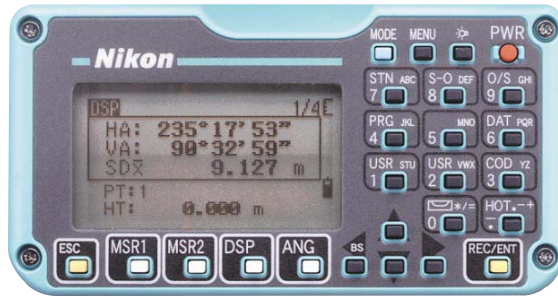 Nikon
MODE MENU PWR
DSP 1/4
HA: 235°17'53"
VA: 90°32'59"
SDx̅ 9.127 m
PT:1
HT: 0.000 m
STN ABC S-O DEF O/S GHI
7 8 9
PRG JKL MNO DAT PQR
4 5 6
USR STU USR VWX COD YZ
1 2 3
*/= HOT.-+
0 -.
ESC MSR1 MSR2 DSP ANG BS REC/ENT